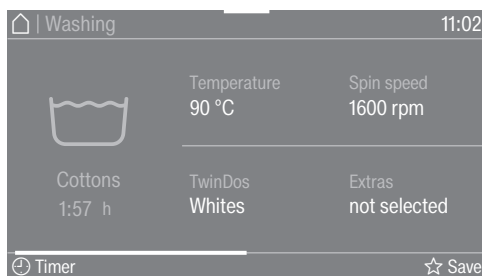 | Washing 11:02
Temperature Spin speed
90 °C 1600 rpm
Cottons TwinDos Extras
1:57 h Whites not selected
Timer Save